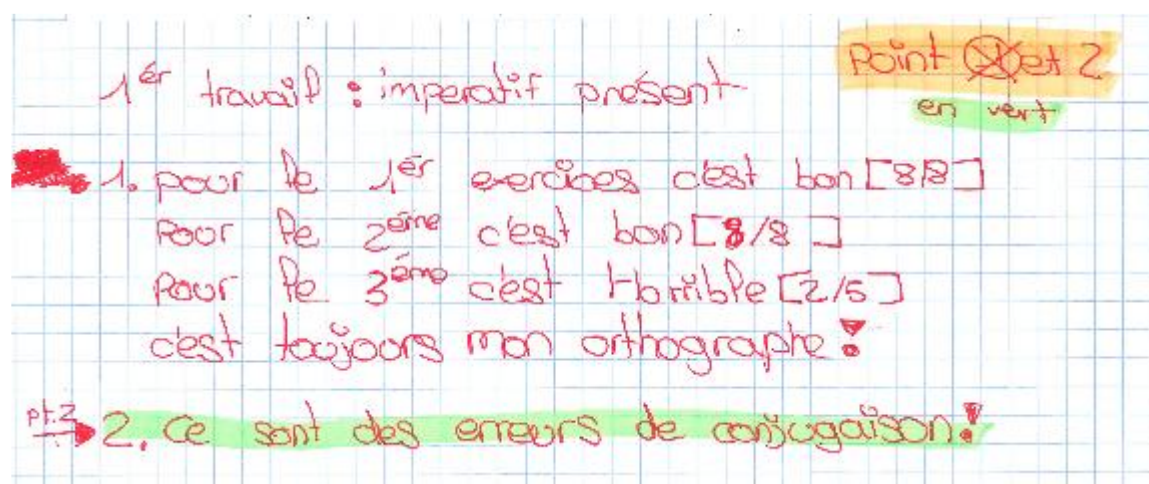 Point 1 et 2
en vert
1ér travail : imperatif présent
1. pour le 1ér exercices c'est bon [8/8]
Pour le 2ème c'est bon [8/8]
Pour le 3ème c'est Horrible [2/5]
c'est toujours mon orthographe !
pt.2
2. Ce sont des erreurs de conjugaison !